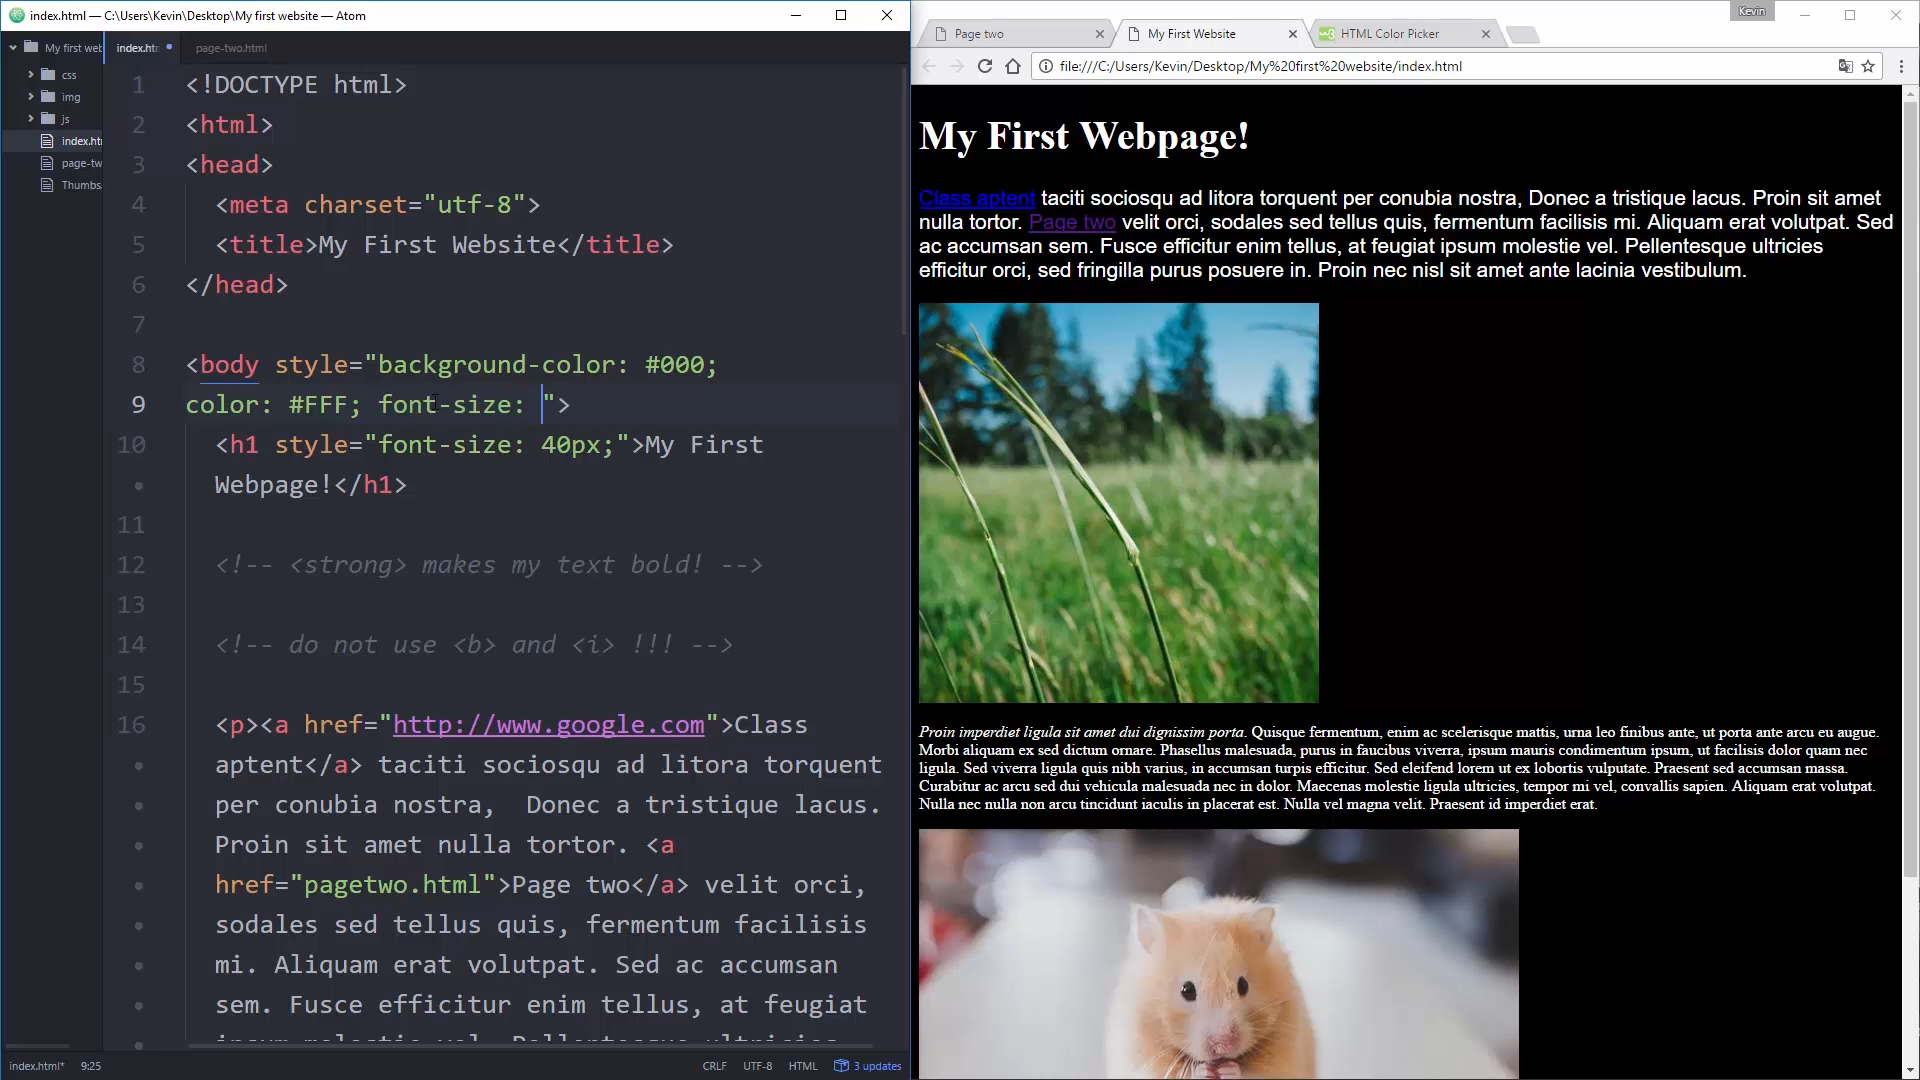 index.html — C:\Users\Kevin\Desktop\My first website — Atom
My first wet
css
img
js
index.ht
page-tw
Thumbs.
index.ht
page-two.html
1 <!DOCTYPE html>
2 <html>
3 <head>
4 <meta charset="utf-8">
5 <title>My First Website</title>
6 </head>
7
8 <body style="background-color: #000;
9 color: #FFF; font-size: ">
10 <h1 style="font-size: 40px;">My First
Webpage!</h1>
11
12 <!-- <strong> makes my text bold! -->
13
14 <!-- do not use <b> and <i> !!! -->
15
16 <p><a href="http://www.google.com">Class
aptent</a> taciti sociosqu ad litora torquent
per conubia nostra,  Donec a tristique lacus.
Proin sit amet nulla tortor. <a
href="pagetwo.html">Page two</a> velit orci,
sodales sed tellus quis, fermentum facilisis
mi. Aliquam erat volutpat. Sed ac accumsan
sem. Fusce efficitur enim tellus, at feugiat
index.html* 9:25
CRLF UTF-8 HTML 3 updates
Kevin
Page two
My First Website
HTML Color Picker
file:///C:/Users/Kevin/Desktop/My%20first%20website/index.html
My First Webpage!
Class aptent taciti sociosqu ad litora torquent per conubia nostra, Donec a tristique lacus. Proin sit amet
nulla tortor. Page two velit orci, sodales sed tellus quis, fermentum facilisis mi. Aliquam erat volutpat. Sed
ac accumsan sem. Fusce efficitur enim tellus, at feugiat ipsum molestie vel. Pellentesque ultricies
efficitur orci, sed fringilla purus posuere in. Proin nec nisl sit amet ante lacinia vestibulum.
Proin imperdiet ligula sit amet dui dignissim porta. Quisque fermentum, enim ac scelerisque mattis, urna leo finibus ante, ut porta ante arcu eu augue.
Morbi aliquam ex sed dictum ornare. Phasellus malesuada, purus in faucibus viverra, ipsum mauris condimentum ipsum, ut facilisis dolor quam nec
ligula. Sed viverra ligula quis nibh varius, in accumsan turpis efficitur. Sed eleifend lorem ut ex lobortis vulputate. Praesent sed accumsan massa.
Curabitur ac arcu sed dui vehicula malesuada nec in dolor. Maecenas molestie ligula ultricies, tempor mi vel, convallis sapien. Aliquam erat volutpat.
Nulla nec nulla non arcu tincidunt iaculis in placerat est. Nulla vel magna velit. Praesent id imperdiet erat.